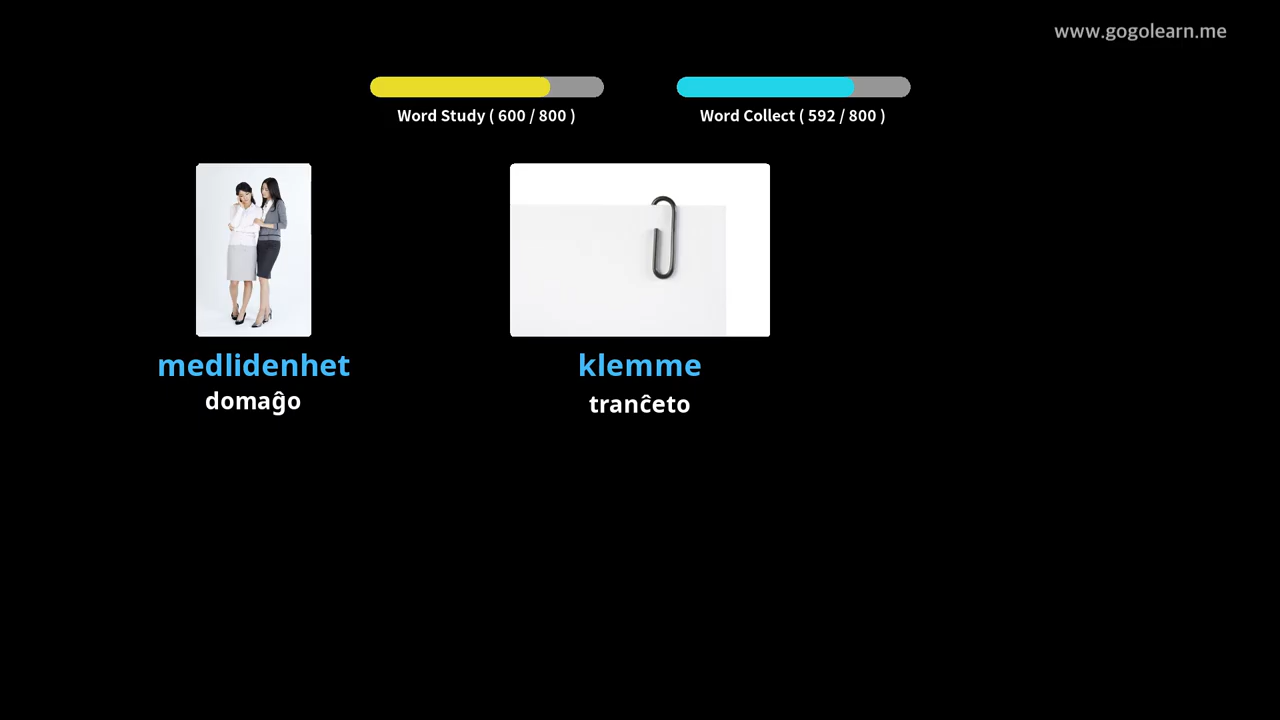 www.gogolearn.me
Word Study ( 600 / 800 )
Word Collect ( 592 / 800 )
medlidenhet
domaĝo
klemme
tranĉeto